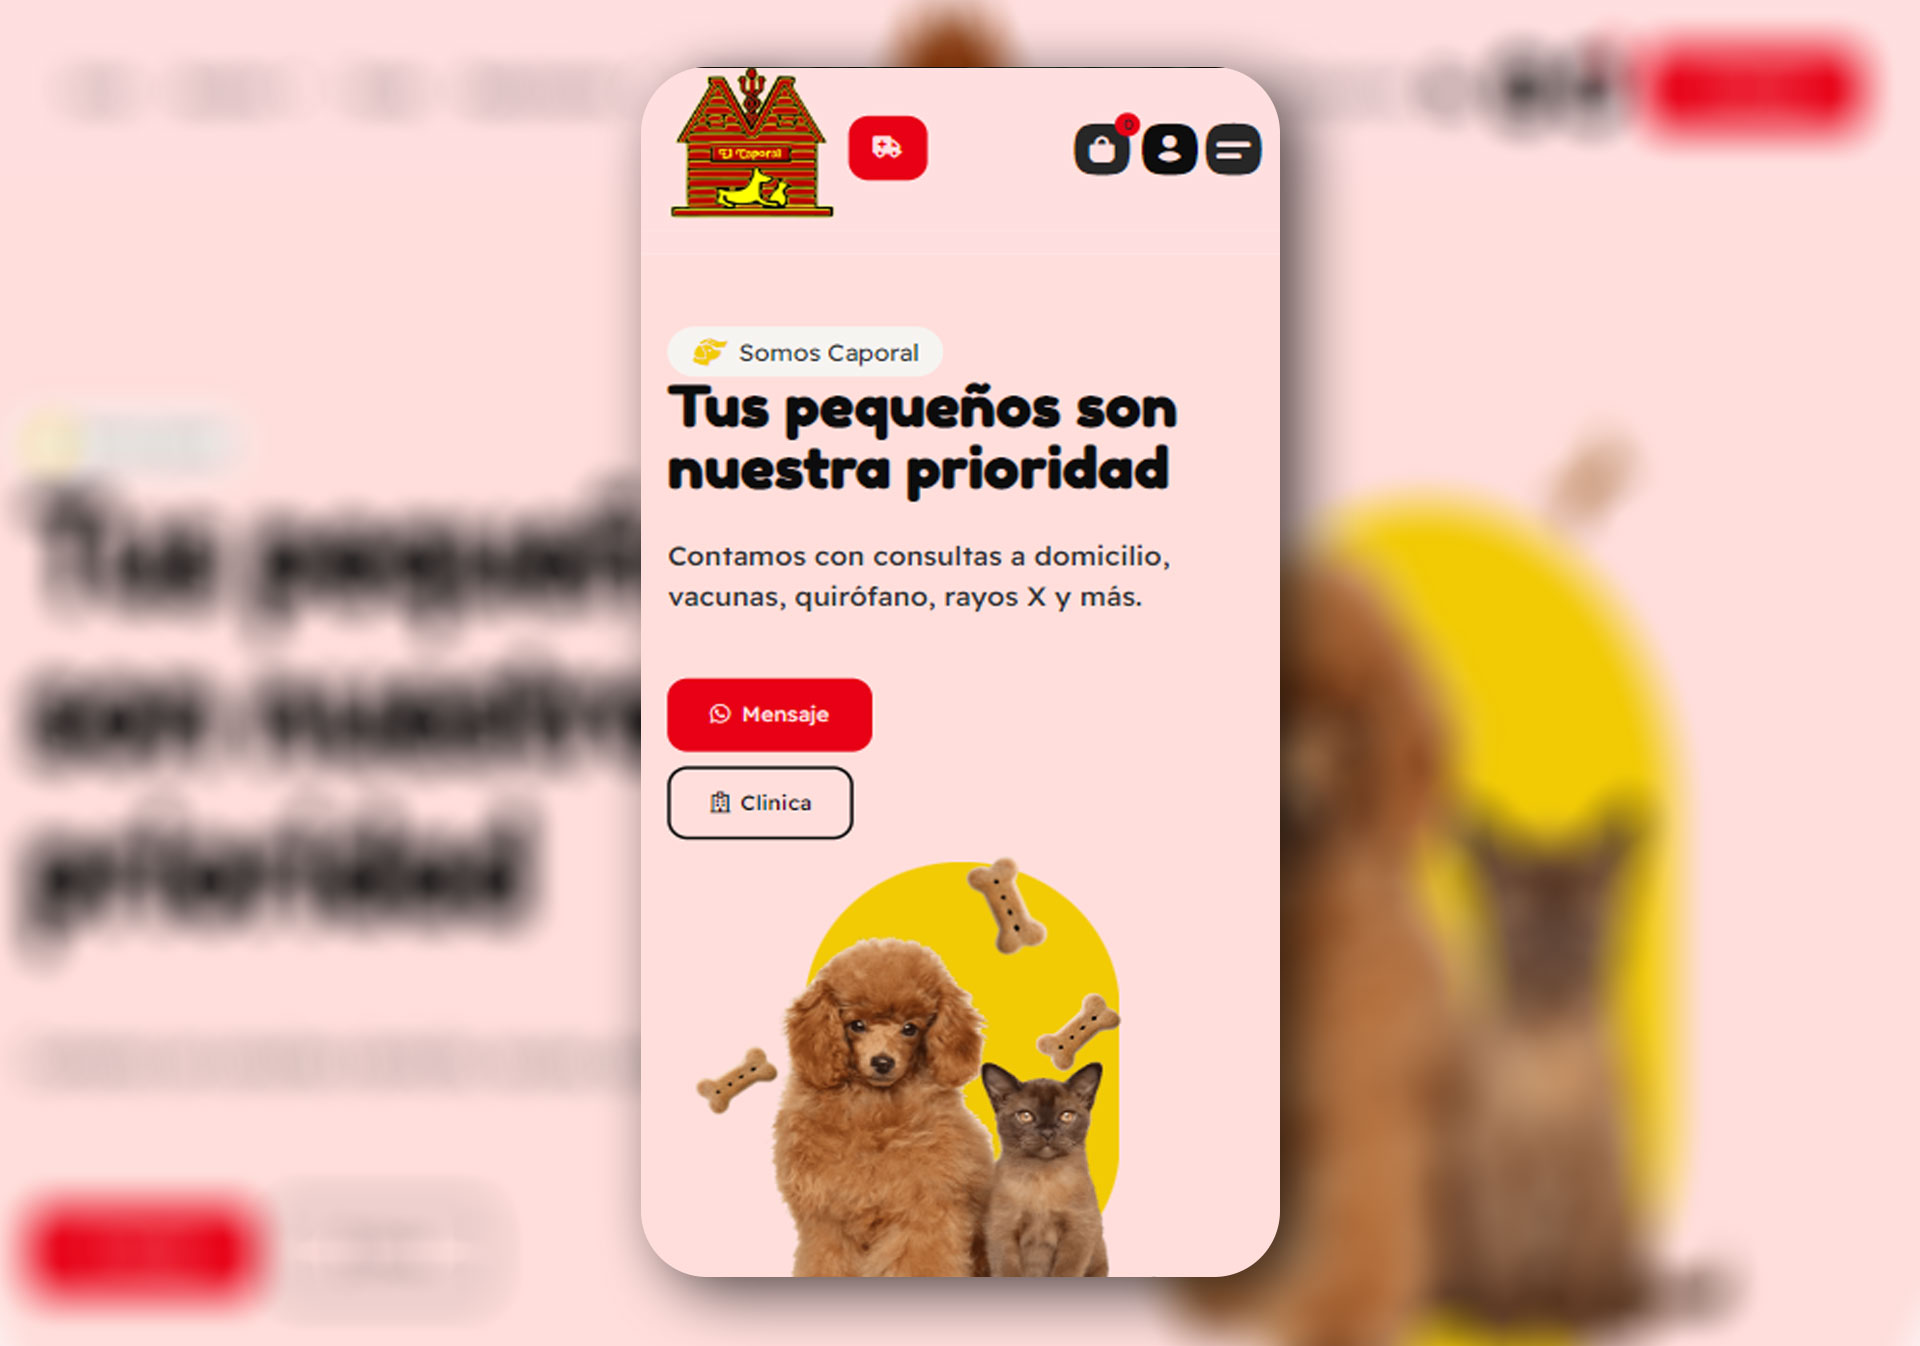 El Caporal
0
Somos Caporal
Tus pequeños son
nuestra prioridad
Contamos con consultas a domicilio,
vacunas, quirófano, rayos X y más.
Mensaje
Clinica